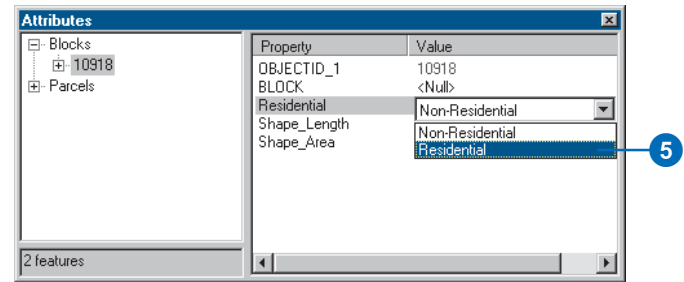 Attributes
Blocks
10918
Parcels
2 features
Property Value
OBJECTID_1 10918
BLOCK <Null>
Residential Non-Residential
Shape_Length Non-Residential
Shape_Area Residential
5